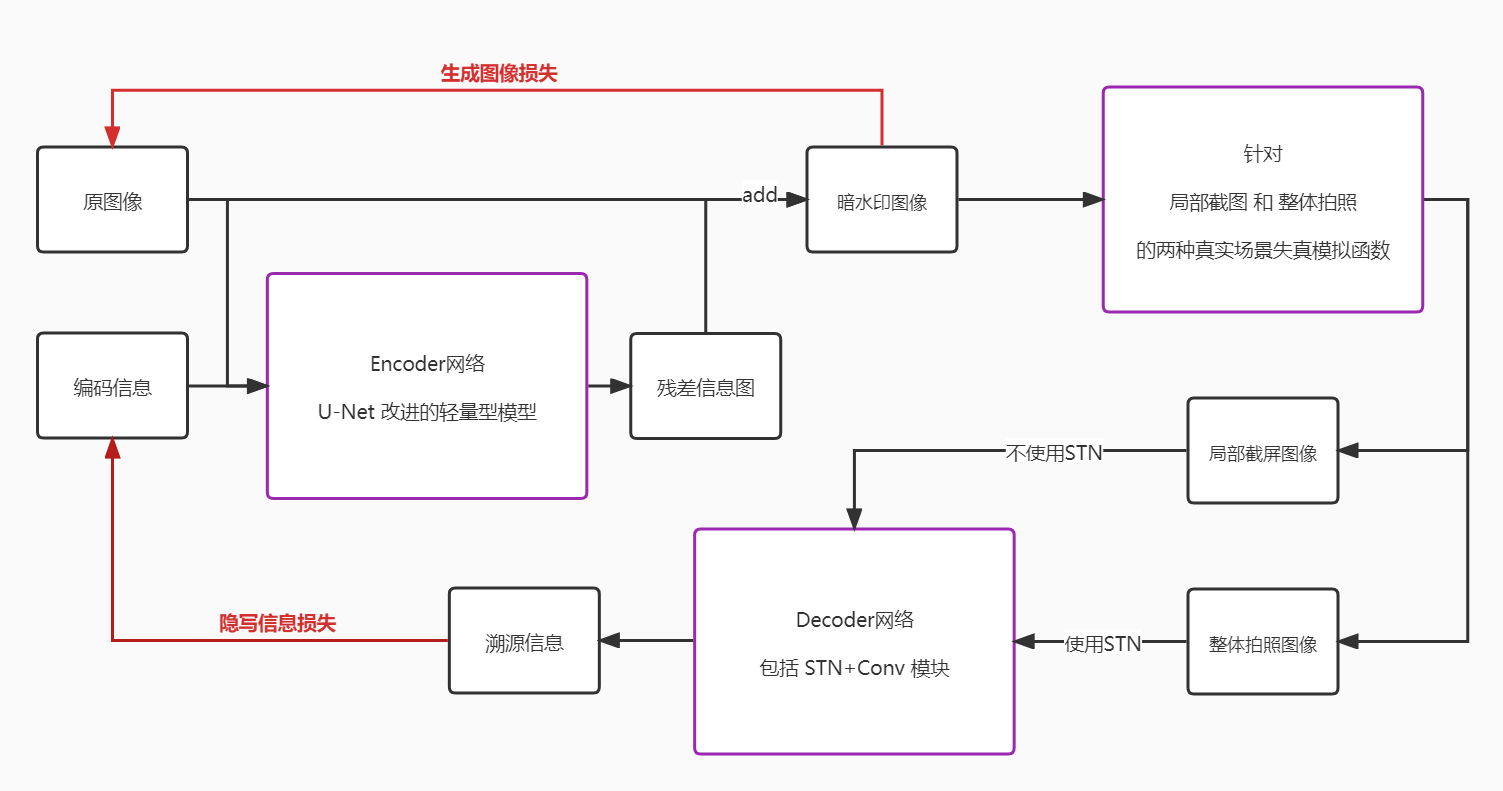 生成图像损失
原图像
add
暗水印图像
针对
局部截图 和 整体拍照
的两种真实场景失真模拟函数
编码信息
Encoder网络
U-Net 改进的轻量型模型
残差信息图
不使用STN
局部截屏图像
隐写信息损失
溯源信息
Decoder网络
包括 STN+Conv 模块
使用STN
整体拍照图像